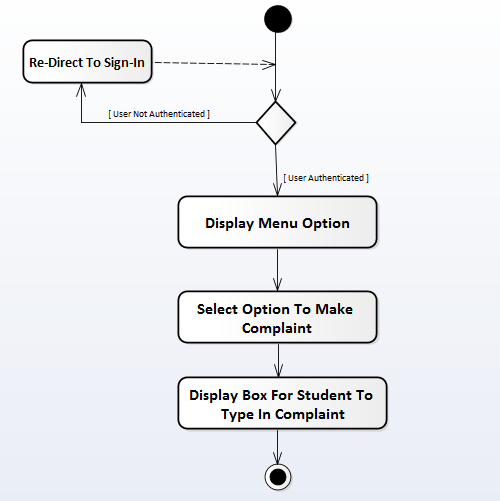 Re-Direct To Sign-In
[ User Not Authenticated ]
[ User Authenticated ]
Display Menu Option
Select Option To Make
Complaint
Display Box For Student To
Type In Complaint